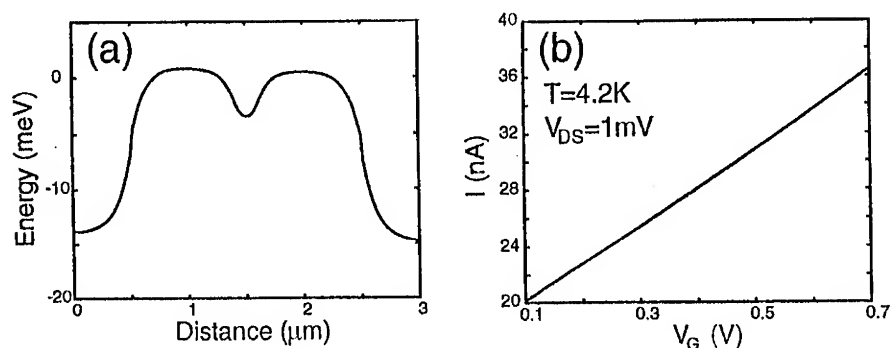 (a)
0
-10
-20
Energy (meV)
0
1
2
3
Distance (μm)
(b)
T=4.2K
V_DS=1mV
40
36
32
28
24
20
I (nA)
0.1
0.3
0.5
0.7
V_G (V)